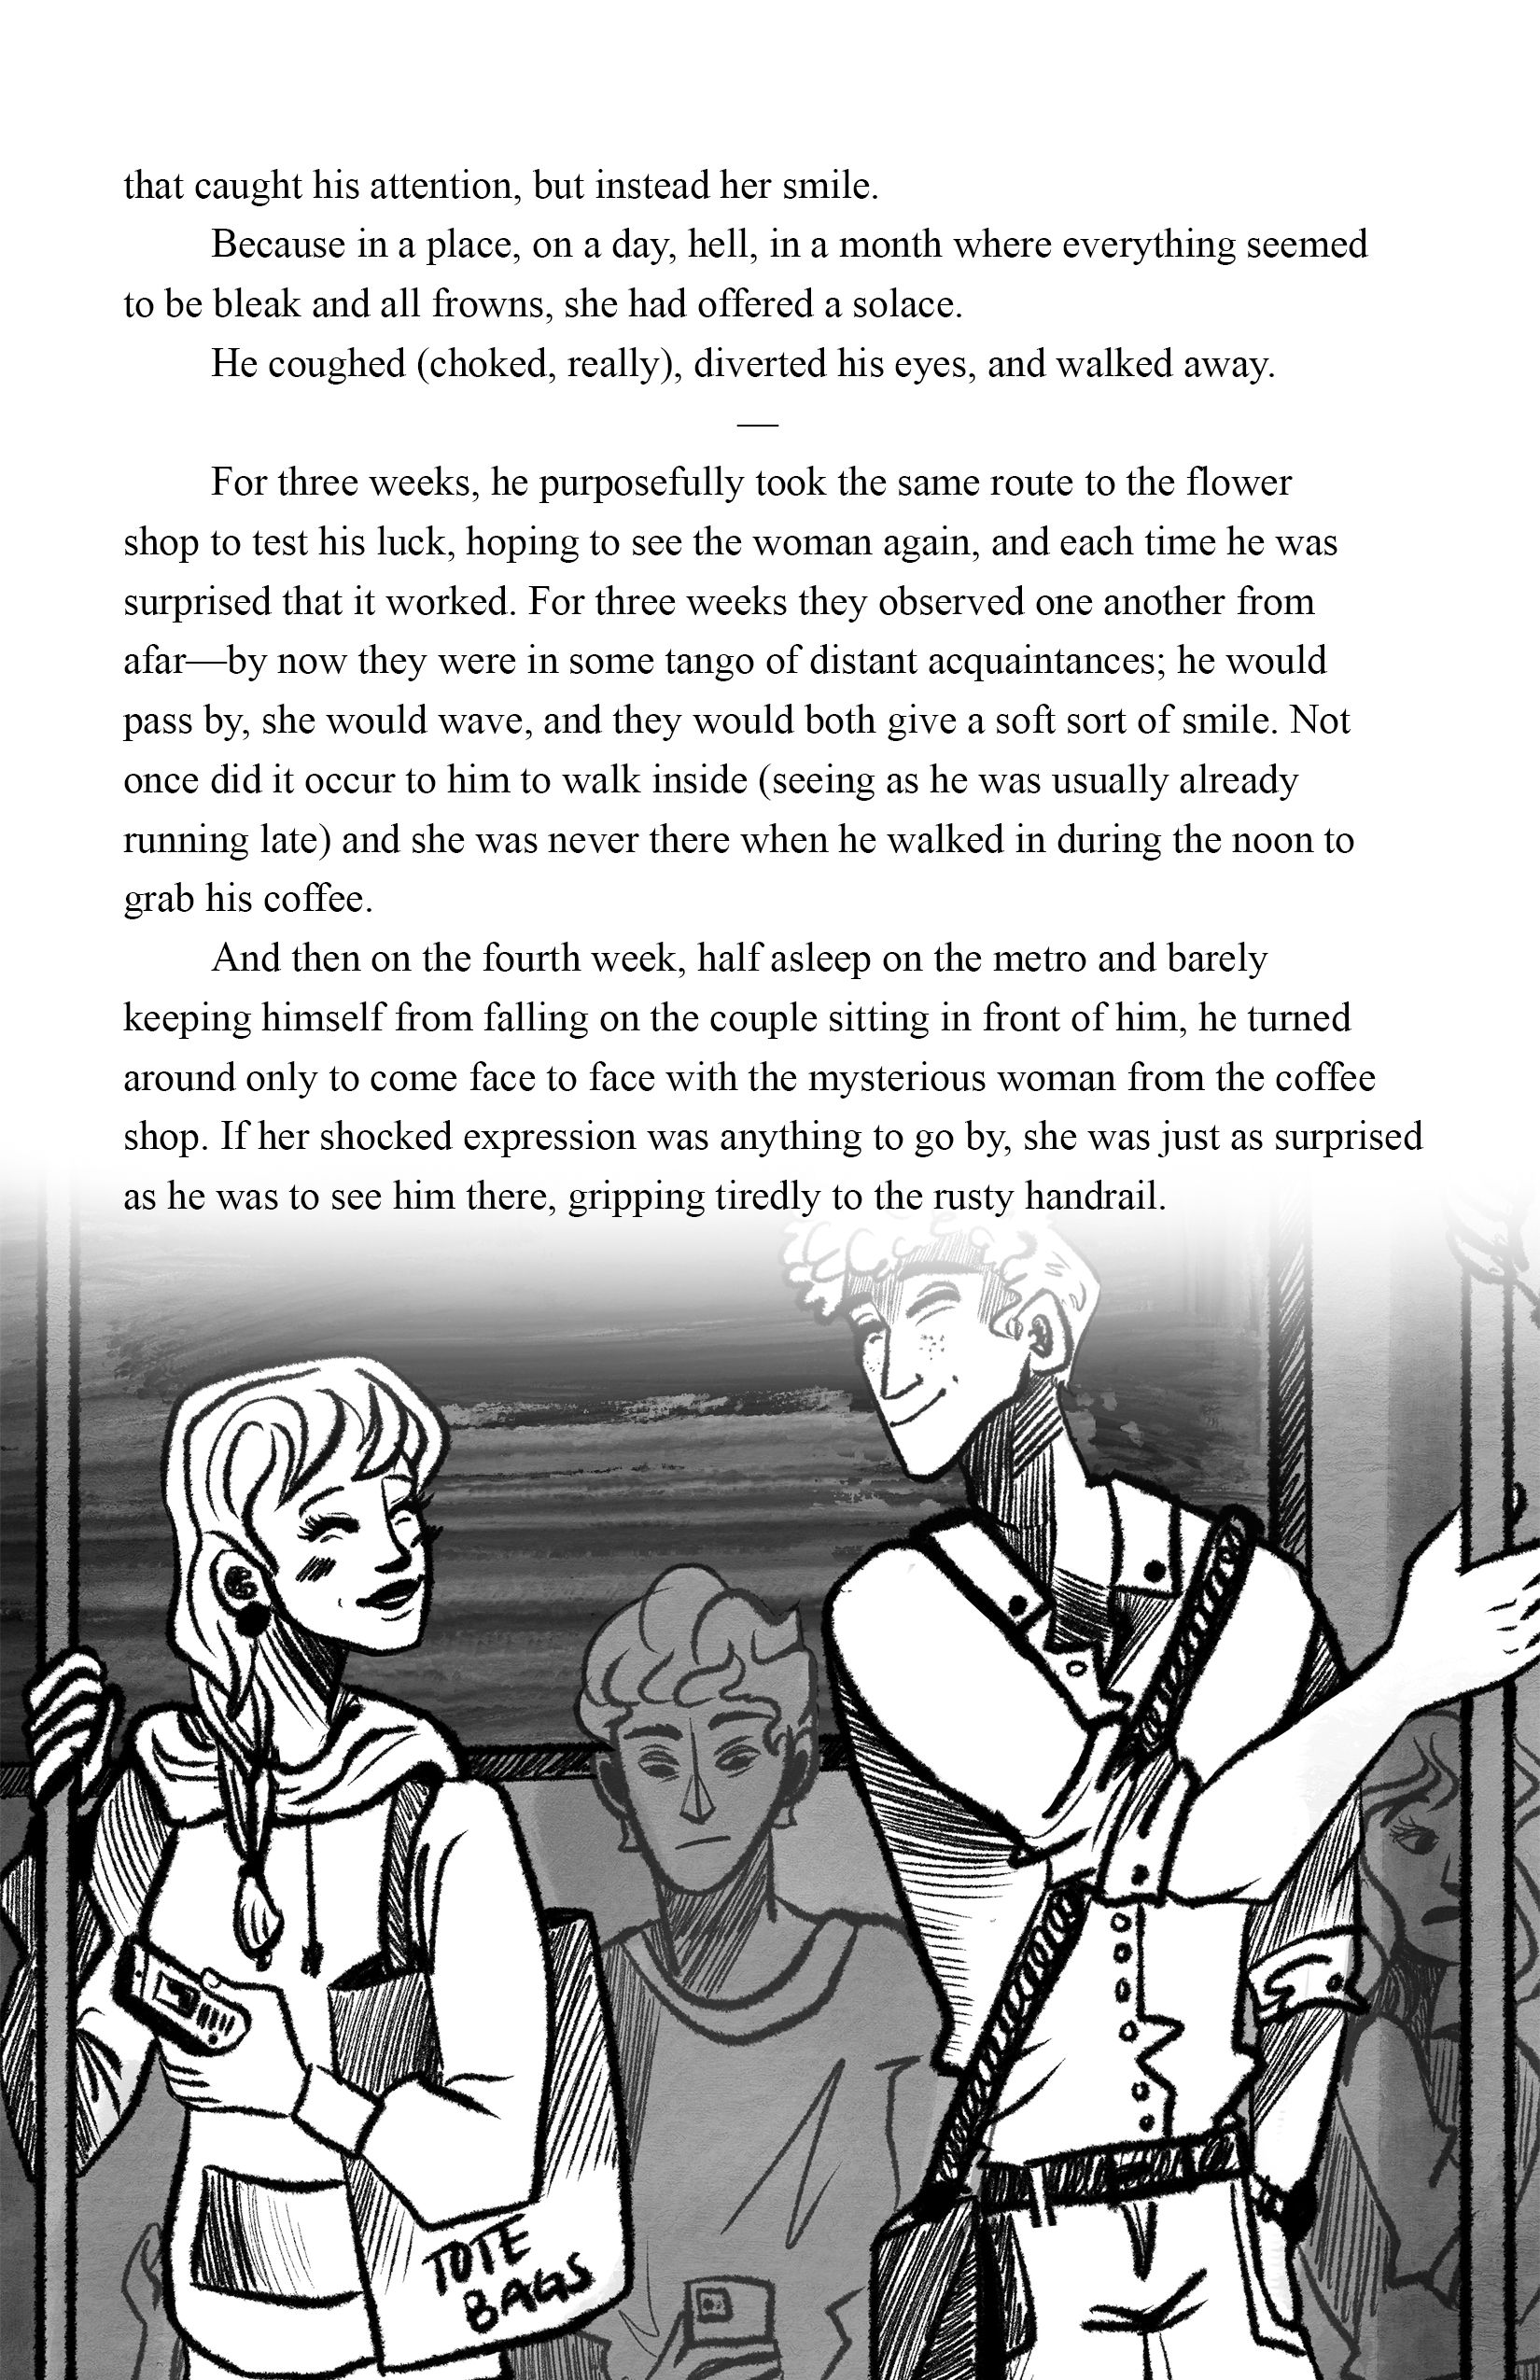 that caught his attention, but instead her smile.
Because in a place, on a day, hell, in a month where everything seemed
to be bleak and all frowns, she had offered a solace.
He coughed (choked, really), diverted his eyes, and walked away.
—
For three weeks, he purposefully took the same route to the flower
shop to test his luck, hoping to see the woman again, and each time he was
surprised that it worked. For three weeks they observed one another from
afar—by now they were in some tango of distant acquaintances; he would
pass by, she would wave, and they would both give a soft sort of smile. Not
once did it occur to him to walk inside (seeing as he was usually already
running late) and she was never there when he walked in during the noon to
grab his coffee.
And then on the fourth week, half asleep on the metro and barely
keeping himself from falling on the couple sitting in front of him, he turned
around only to come face to face with the mysterious woman from the coffee
shop. If her shocked expression was anything to go by, she was just as surprised
as he was to see him there, gripping tiredly to the rusty handrail.
TOTE
BAGS